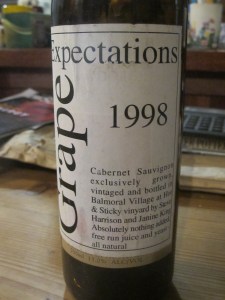 Grape
Expectations
1998
Cabernet Sauvignon
exclusively grown,
vintaged and bottled
Balmoral Village at
& Sticky vineyard by
Harrison and Janine
Absolutely nothing added
free run juice and
all natural